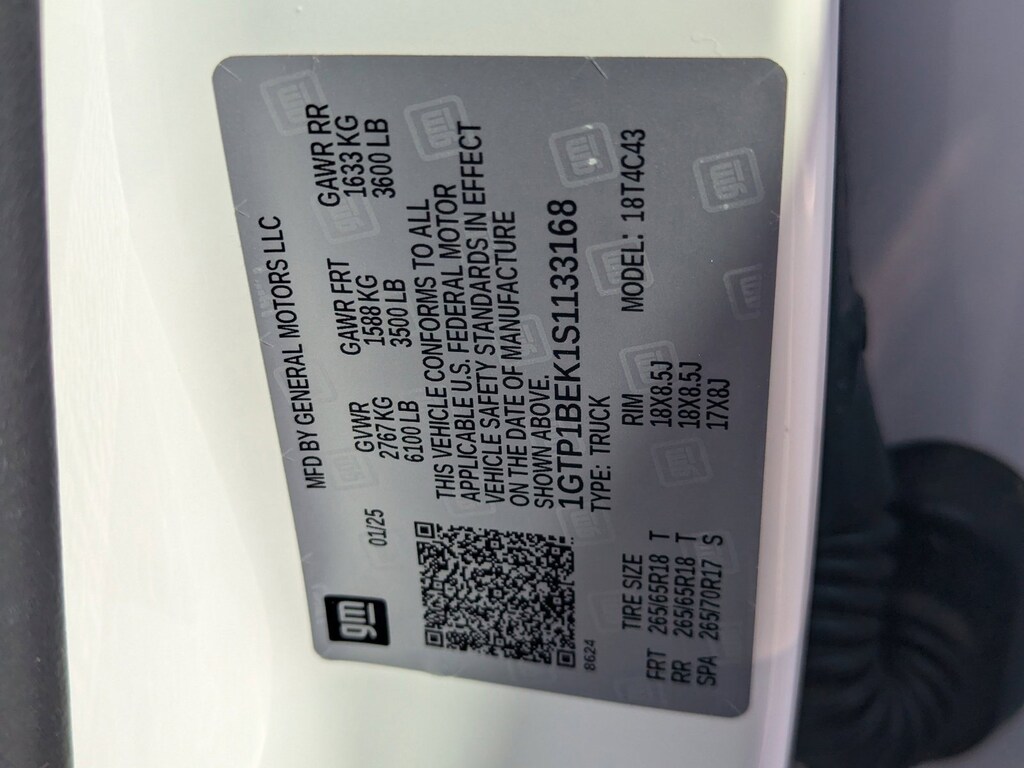 gm
MFD BY GENERAL MOTORS LLC
01/25
GVWR GAWR FRT GAWR RR
2767 KG 1588 KG 1633 KG
6100 LB 3500 LB 3600 LB
THIS VEHICLE CONFORMS TO ALL
APPLICABLE U.S. FEDERAL MOTOR
VEHICLE SAFETY STANDARDS IN EFFECT
ON THE DATE OF MANUFACTURE
SHOWN ABOVE.
1GTP1BEK1S1133168
8624
TYPE: TRUCK MODEL: 18T4C43
TIRE SIZE RIM
FRT 265/65R18 T 18X8.5J
RR 265/65R18 T 18X8.5J
SPA 265/70R17 S 17X8J